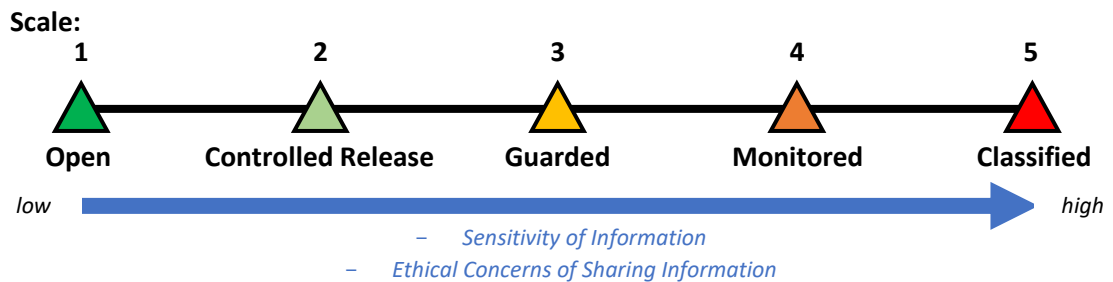 Scale:
1 2 3 4 5
Open Controlled Release Guarded Monitored Classified
low high
– Sensitivity of Information
– Ethical Concerns of Sharing Information